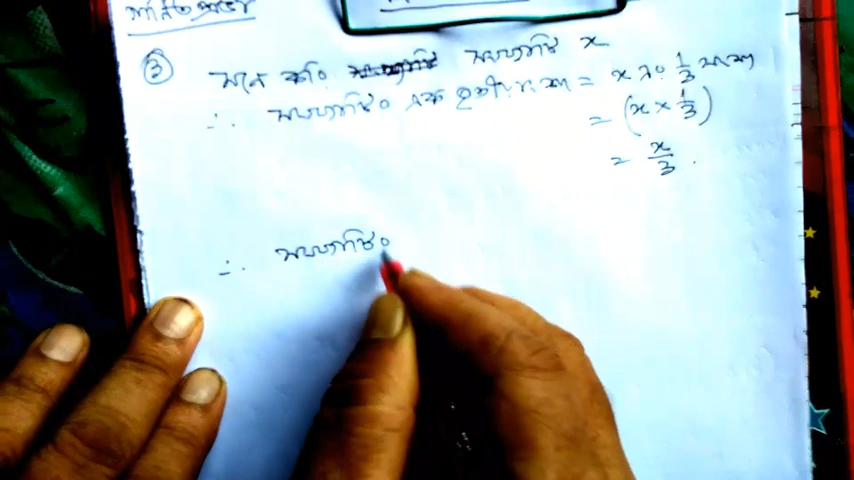 ③ মনে করি সংখ্যাটি x
∴ সংখ্যাটির এক তৃতীয়াংশ = x এর 1/3 অংশ
= (x × 1/3)
= x/3 .
∴ সংখ্যাটির